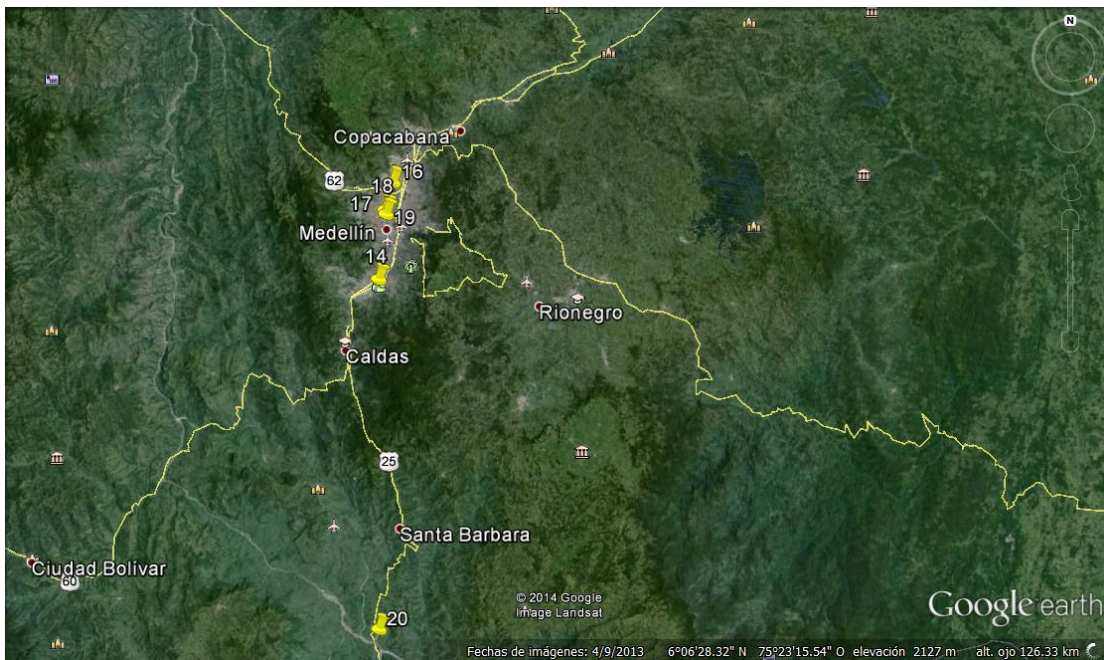 N
Copacabana
16
62
18
17
19
Medellín
14
Rionegro
Caldas
25
Santa Barbara
Ciudad Bolívar
60
20
© 2014 Google
Image Landsat
Google earth
Fechas de imágenes: 4/9/2013 6°06'28.32" N 75°23'15.54" O elevación 2127 m alt. ojo 126.33 km